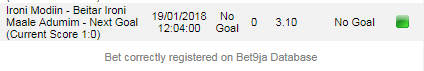 Ironi Modiin - Beitar Ironi
Maale Adumim - Next Goal
(Current Score 1:0)
19/01/2018
12:04:00
No
Goal
0
3.10
No Goal
Bet correctly registered on Bet9ja Database